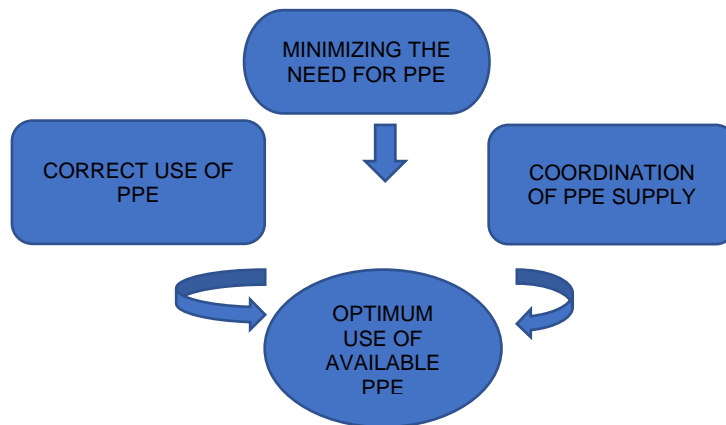 MINIMIZING THE
NEED FOR PPE
CORRECT USE OF
PPE
COORDINATION
OF PPE SUPPLY
OPTIMUM
USE OF
AVAILABLE
PPE